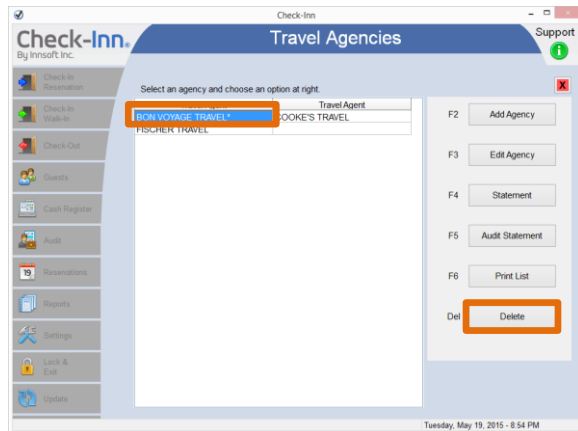 Check-Inn
Check-Inn®
By Innsoft Inc.
Travel Agencies
Support
Check-In
Reservation
Check-In
Walk-In
Check-Out
Guests
Cash Register
Audit
19
Reservations
Reports
Settings
Lock &
Exit
Update
Select an agency and choose an option at right.
X
Travel Agent
BON VOYAGE TRAVEL*
COOKE'S TRAVEL
FISCHER TRAVEL
F2 Add Agency
F3 Edit Agency
F4 Statement
F5 Audit Statement
F6 Print List
Del Delete
Tuesday, May 19, 2015 - 8:54 PM